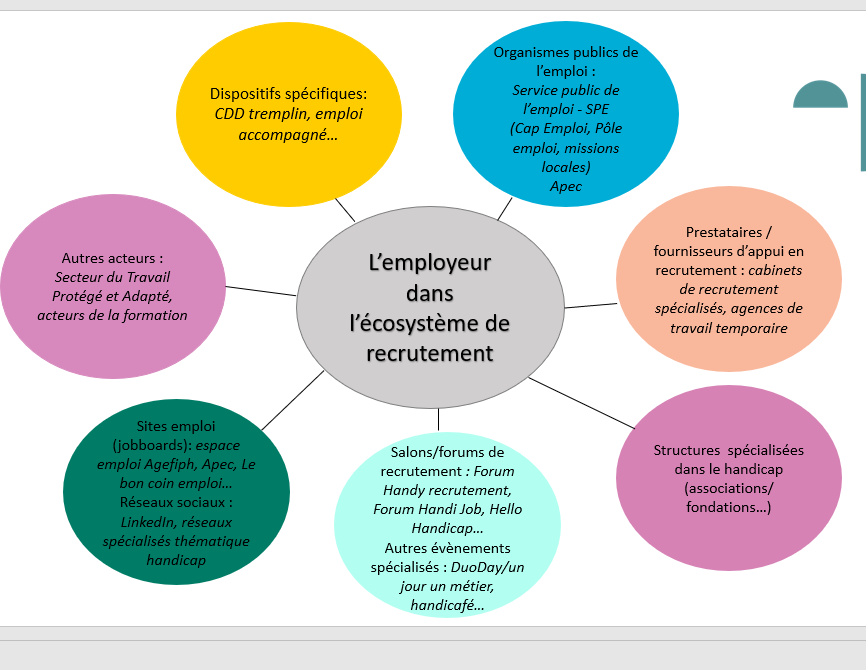 Dispositifs spécifiques:
CDD tremplin, emploi
accompagné…
Organismes publics de
l’emploi :
Service public de
l’emploi - SPE
(Cap Emploi, Pôle
emploi, missions
locales)
Apec
Autres acteurs :
Secteur du Travail
Protégé et Adapté,
acteurs de la formation
L’employeur
dans
l’écosystème de
recrutement
Prestataires /
fournisseurs d’appui en
recrutement : cabinets
de recrutement
spécialisés, agences de
travail temporaire
Sites emploi
(jobboards): espace
emploi Agefiph, Apec, Le
bon coin emploi…
Réseaux sociaux :
LinkedIn, réseaux
spécialisés thématique
handicap
Salons/forums de
recrutement : Forum
Handy recrutement,
Forum Handi Job, Hello
Handicap…
Autres évènements
spécialisés : DuoDay/un
jour un métier,
handicafé…
Structures spécialisées
dans le handicap
(associations/
fondations…)